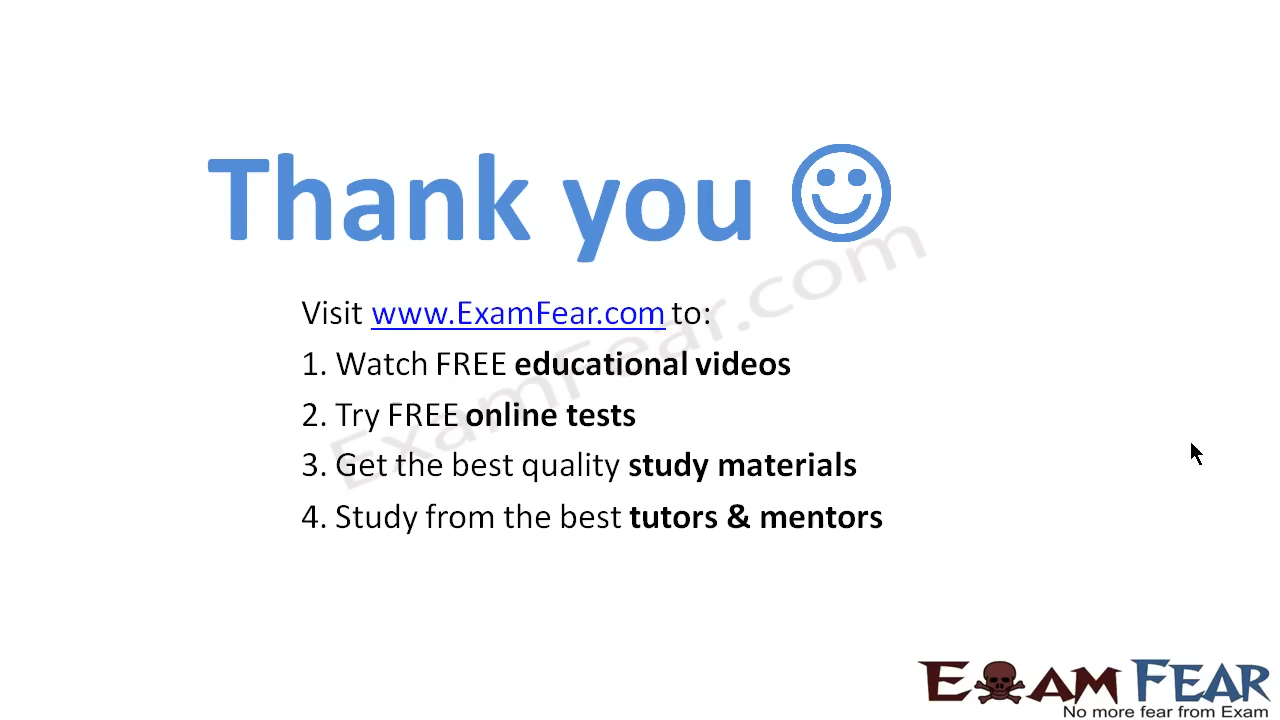 Thank you ☺
Visit www.ExamFear.com to:
1. Watch FREE educational videos
2. Try FREE online tests
3. Get the best quality study materials
4. Study from the best tutors & mentors
ExamFear.com
EXAM FEAR
No more fear from Exam